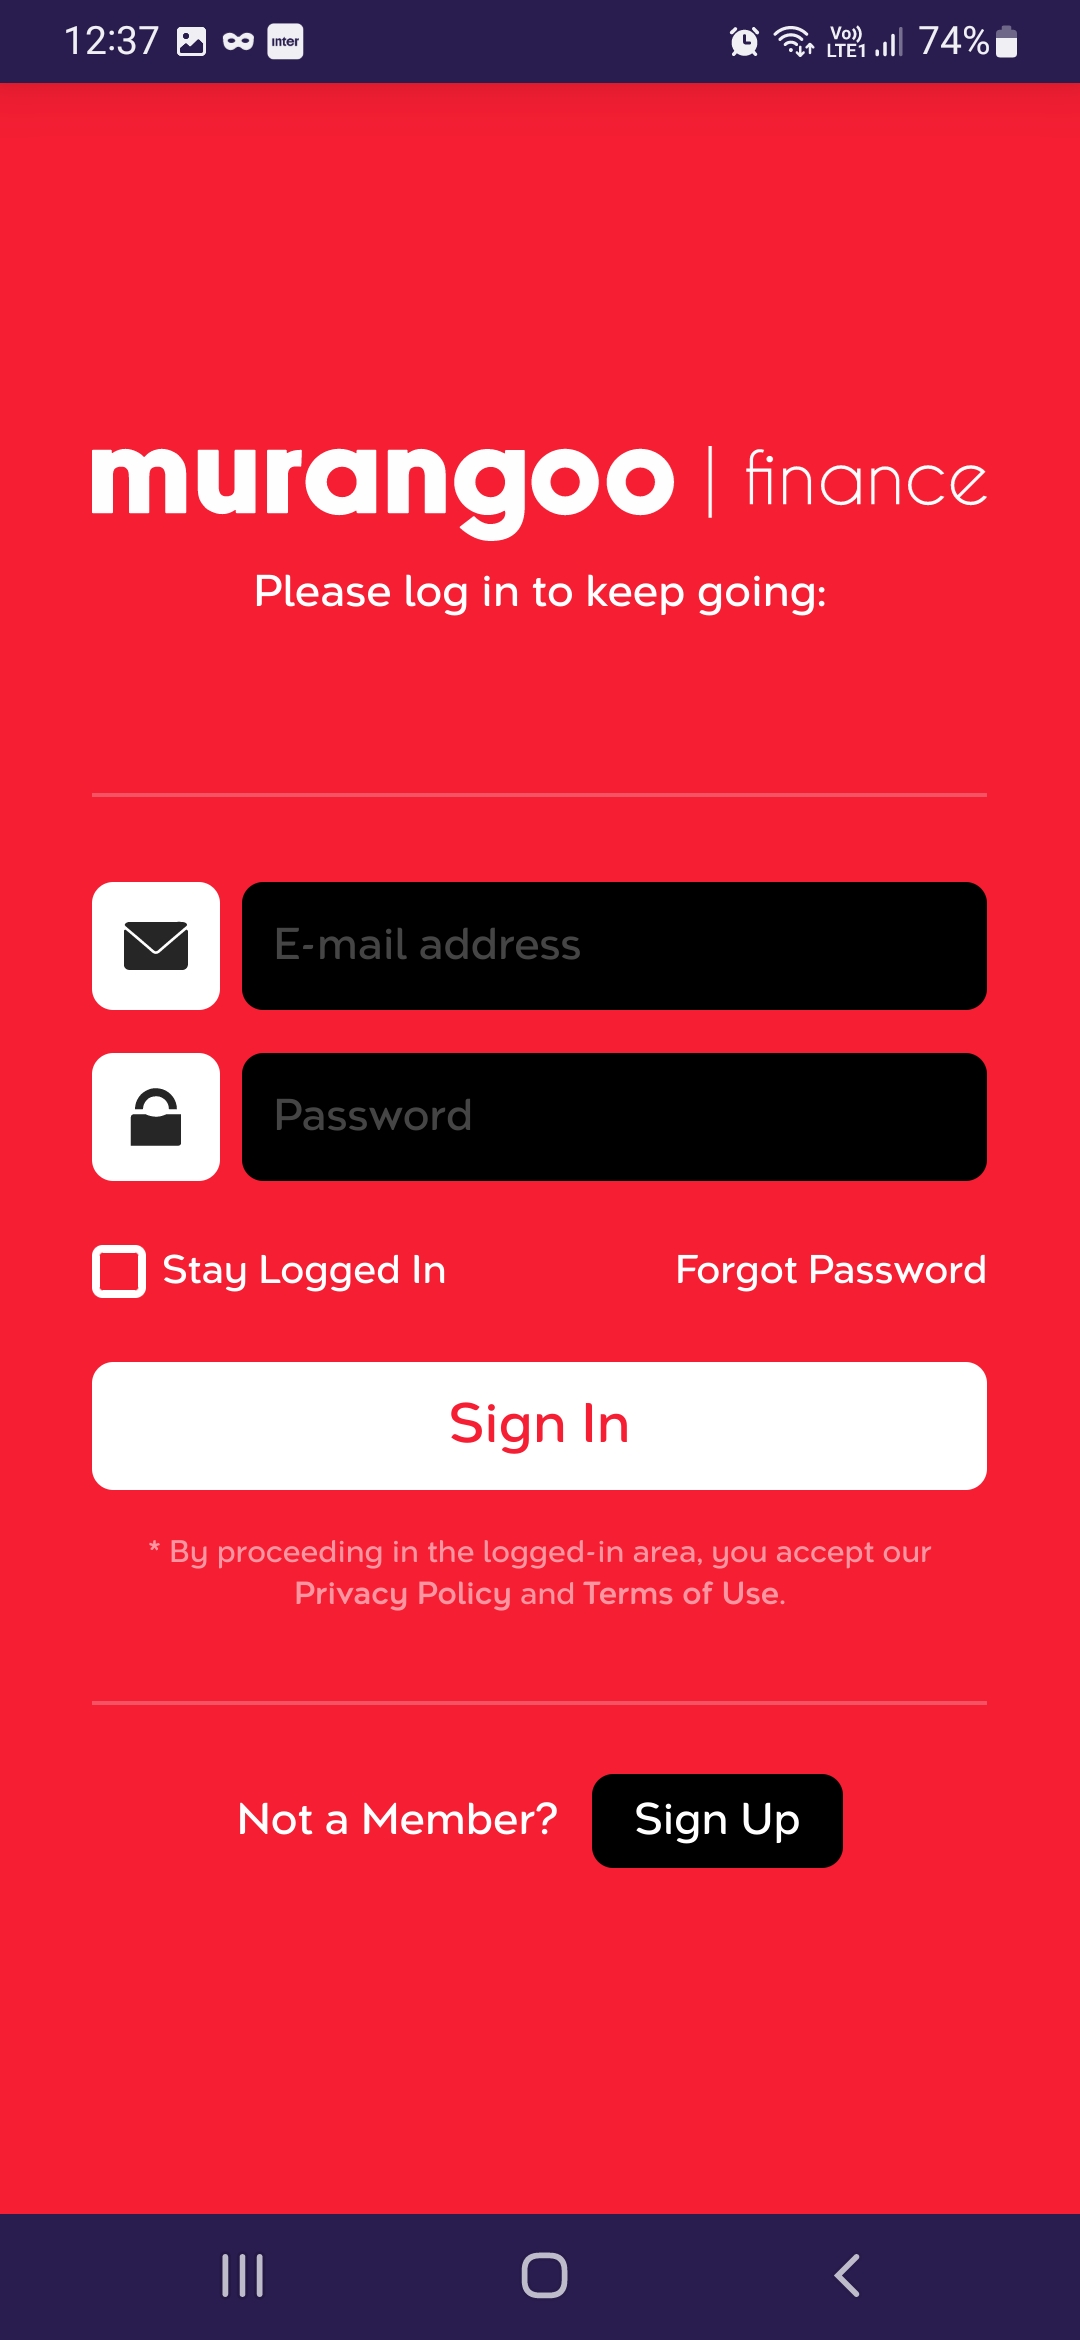 12:37 inter Vo)) LTE1 74%
murangoo | finance
Please log in to keep going:
E-mail address
Password
Stay Logged In Forgot Password
Sign In
* By proceeding in the logged-in area, you accept our
Privacy Policy and Terms of Use.
Not a Member? Sign Up